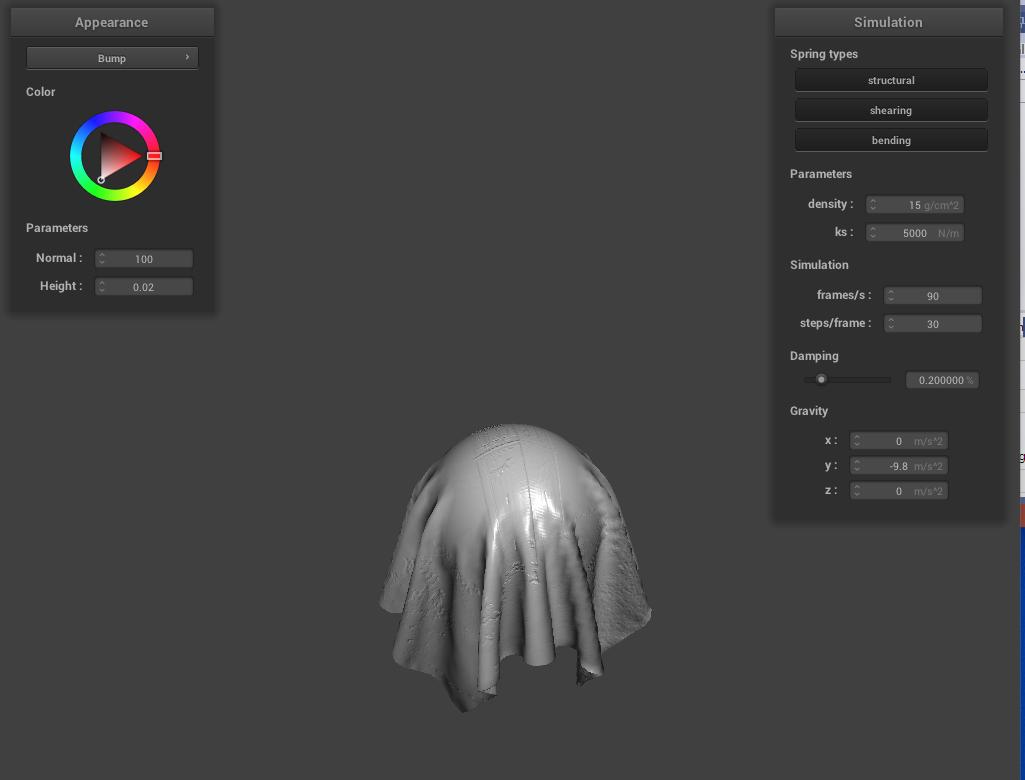 Appearance
Bump
Color
Parameters
Normal : 100
Height : 0.02
Simulation
Spring types
structural
shearing
bending
Parameters
density : 15 g/cm^2
ks : 5000 N/m
Simulation
frames/s : 90
steps/frame : 30
Damping
0.200000 %
Gravity
x : 0 m/s^2
y : -9.8 m/s^2
z : 0 m/s^2